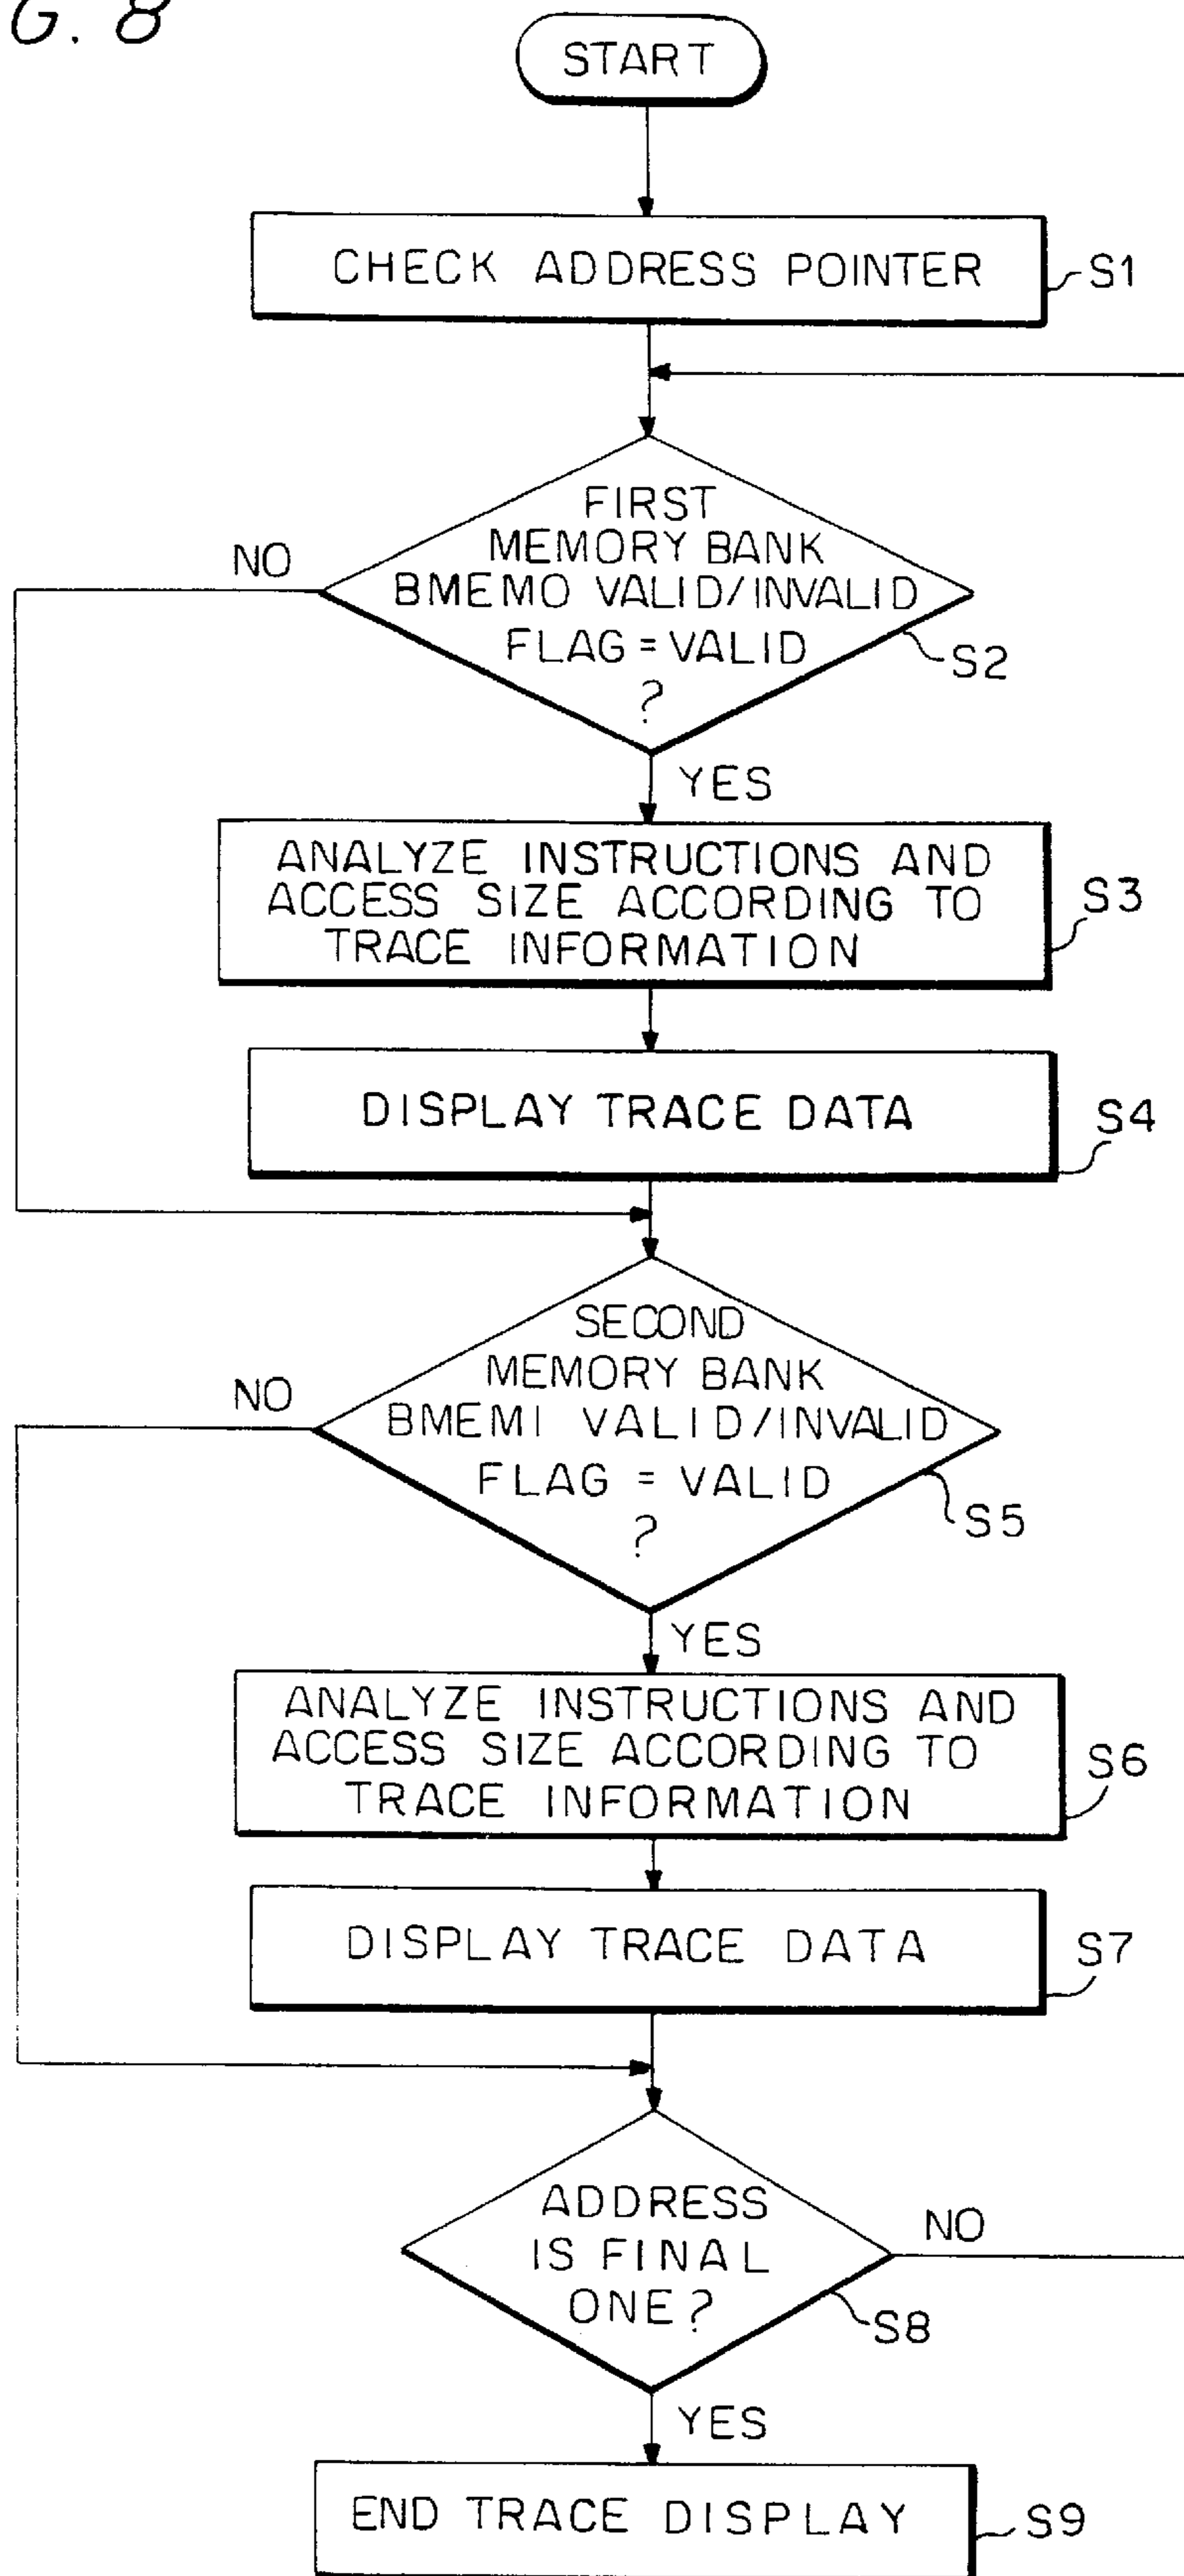 G. 8
START
CHECK ADDRESS POINTER
S1
FIRST
MEMORY BANK
BMEMO VALID/INVALID
FLAG = VALID
?
NO
S2
YES
ANALYZE INSTRUCTIONS AND
ACCESS SIZE ACCORDING TO
TRACE INFORMATION
S3
DISPLAY TRACE DATA
S4
SECOND
MEMORY BANK
BMEM1 VALID/INVALID
FLAG = VALID
?
NO
S5
YES
ANALYZE INSTRUCTIONS AND
ACCESS SIZE ACCORDING TO
TRACE INFORMATION
S6
DISPLAY TRACE DATA
S7
ADDRESS
IS FINAL
ONE?
NO
S8
YES
END TRACE DISPLAY
S9